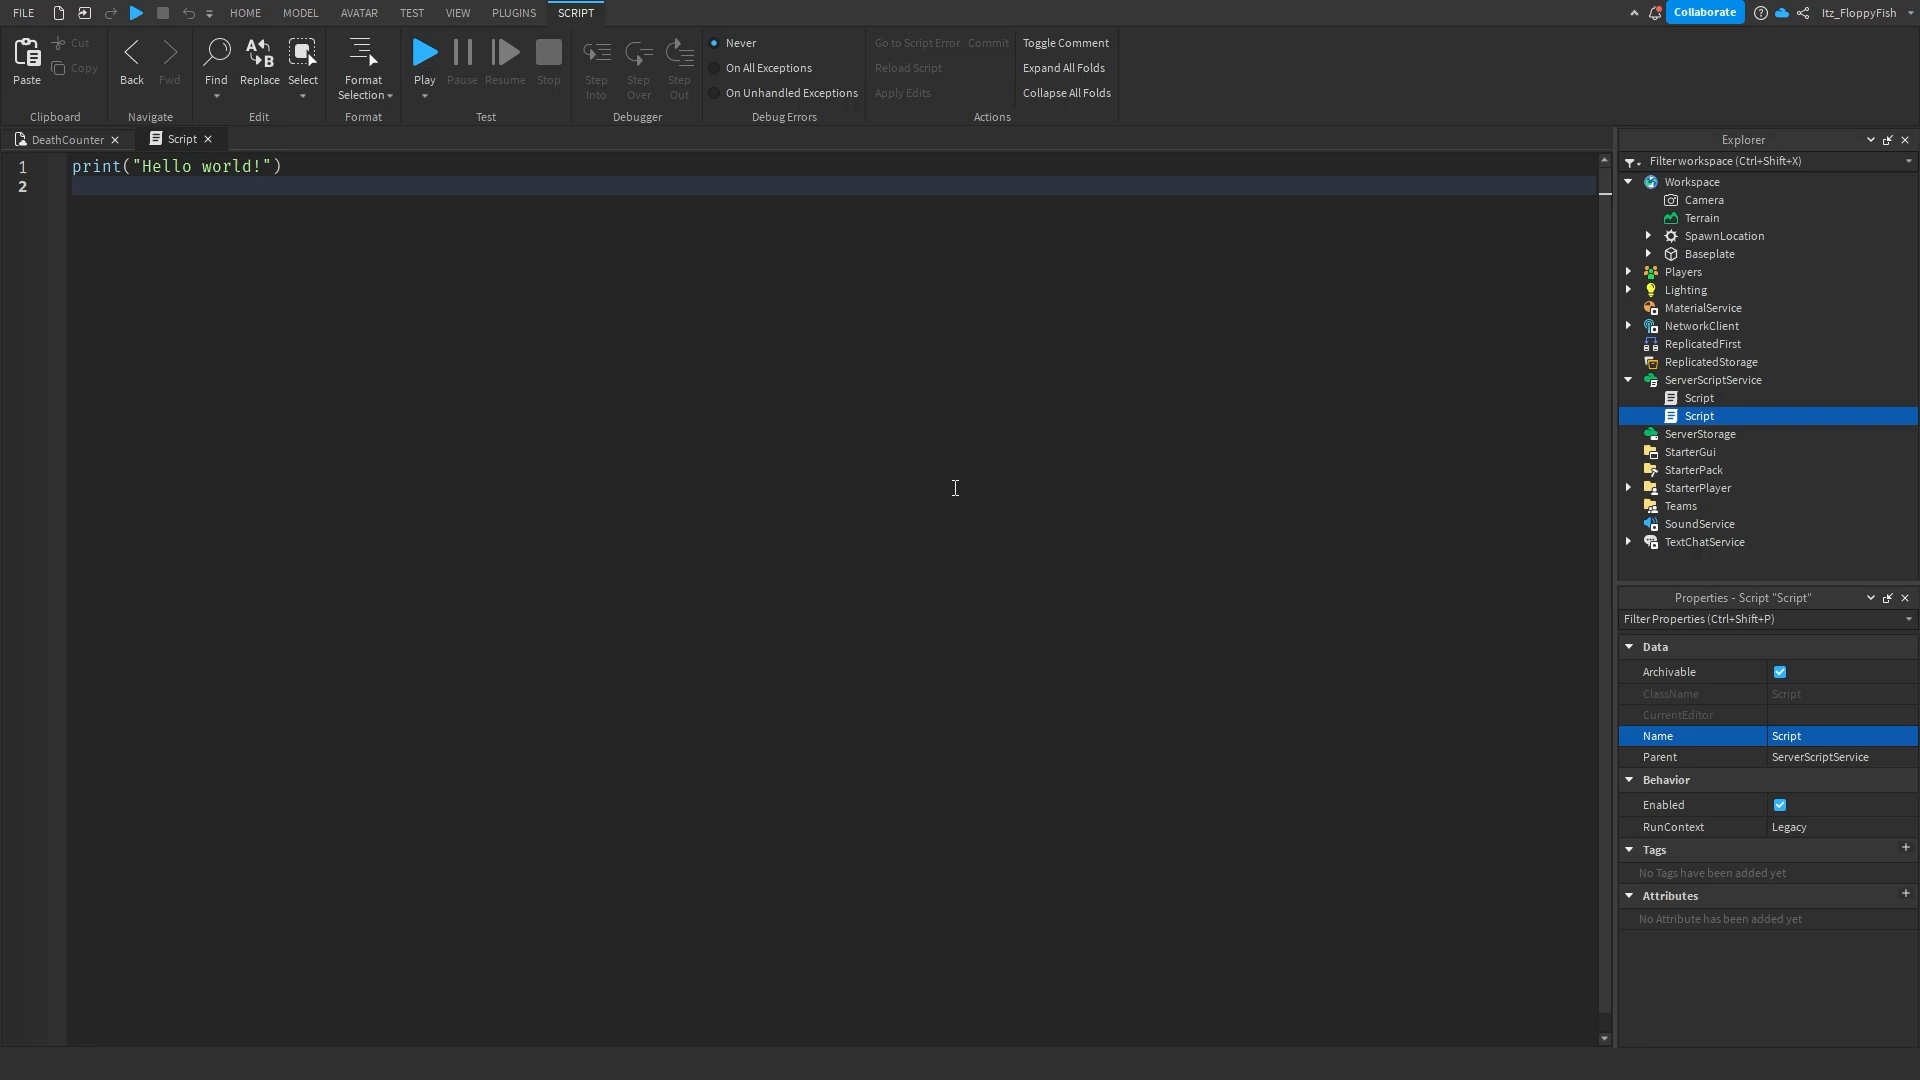 FILE HOME MODEL AVATAR TEST VIEW PLUGINS SCRIPT Collaborate Itz_FloppyFish
Paste Cut Copy
Clipboard
Back Fwd
Navigate
Find Replace Select
Edit
Format Selection
Format
Play Pause Resume Stop
Test
Step Into Step Over Step Out
Debugger
Never
On All Exceptions
On Unhandled Exceptions
Debug Errors
Go to Script Error Commit
Reload Script
Apply Edits
Toggle Comment
Expand All Folds
Collapse All Folds
Actions
DeathCounter Script
1 print("Hello world!")
2
Explorer
Filter workspace (Ctrl+Shift+X)
Workspace
Camera
Terrain
SpawnLocation
Baseplate
Players
Lighting
MaterialService
NetworkClient
ReplicatedFirst
ReplicatedStorage
ServerScriptService
Script
Script
ServerStorage
StarterGui
StarterPack
StarterPlayer
Teams
SoundService
TextChatService
Properties - Script "Script"
Filter Properties (Ctrl+Shift+P)
Data
Archivable
ClassName Script
CurrentEditor
Name Script
Parent ServerScriptService
Behavior
Enabled
RunContext Legacy
Tags +
No Tags have been added yet
Attributes +
No Attribute has been added yet